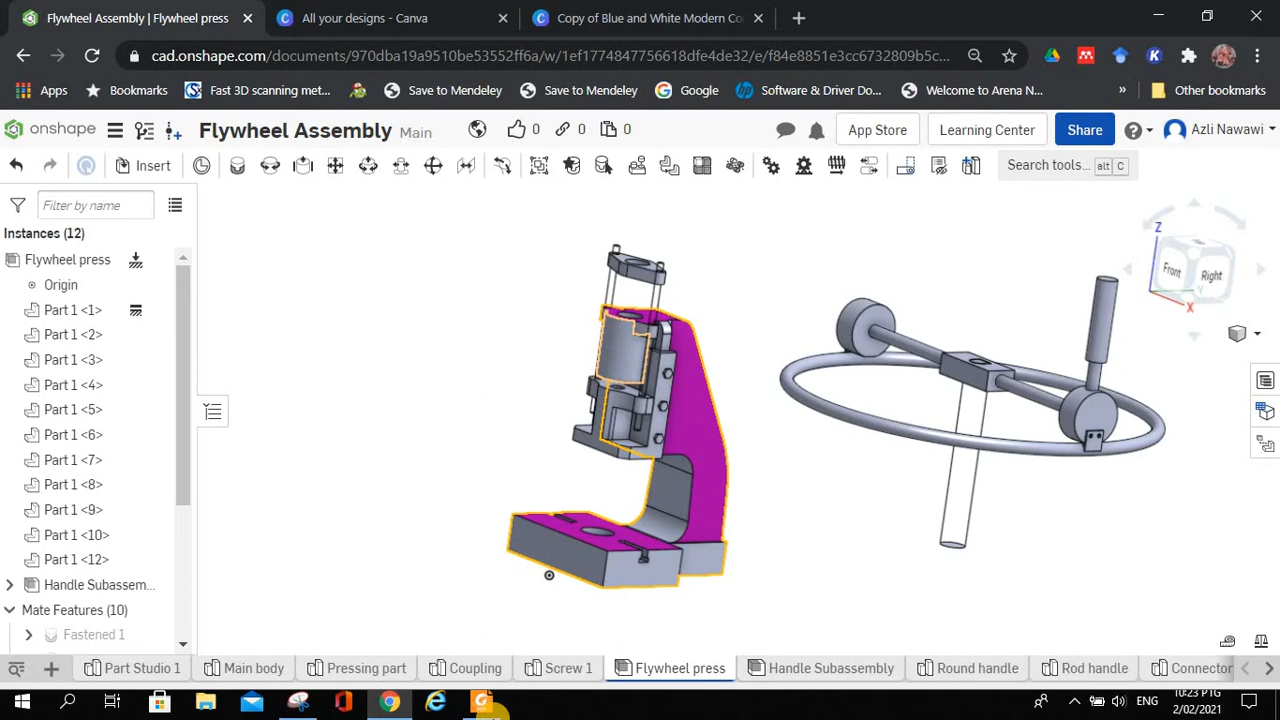 Flywheel Assembly | Flywheel press
All your designs - Canva
Copy of Blue and White Modern Co
cad.onshape.com/documents/970dba19a9510be53552ff6a/w/1ef1774847756618d4de32/e/f84e8851e3cc6732809b5c...
Apps
Bookmarks
Fast 3D scanning met...
Save to Mendeley
Save to Mendeley
Google
Software & Driver Do...
Welcome to Arena N...
»
Other bookmarks
onshape
Flywheel Assembly Main
0
0
0
App Store
Learning Center
Share
Azli Nawawi
Insert
Search tools... alt C
Filter by name
Instances (12)
Flywheel press
Origin
Part 1 <1>
Part 1 <2>
Part 1 <3>
Part 1 <4>
Part 1 <5>
Part 1 <6>
Part 1 <7>
Part 1 <8>
Part 1 <9>
Part 1 <10>
Part 1 <12>
Handle Subassem...
Mate Features (10)
Fastened 1
Z
Front
Right
Y
X
Part Studio 1
Main body
Pressing part
Coupling
Screw 1
Flywheel press
Handle Subassembly
Round handle
Rod handle
Connector
ENG
10:23 PTG
2/02/2021